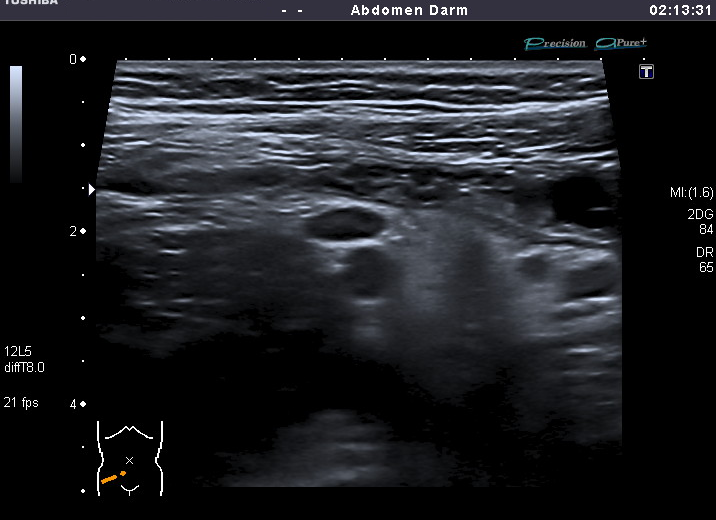 TOSHIBA
- - Abdomen Darm 02:13:31
Precision APure+
T
0
MI:(1.6)
2DG
84
DR
65
2
12L5
diffT8.0
21 fps
4